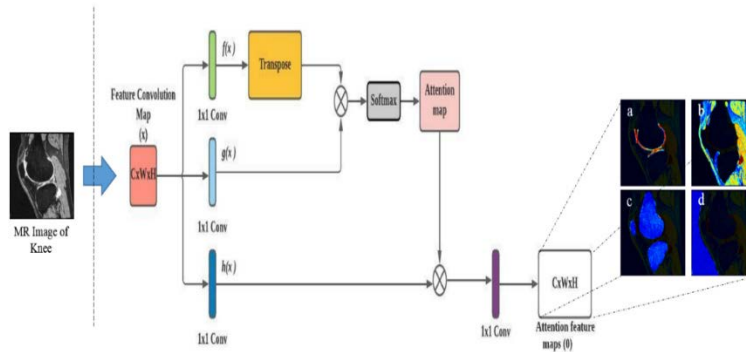 MR Image of
Knee
Feature Convolution
Map
(x)
CxWxH
f(x)
1x1 Conv
Transpose
g(x)
1x1 Conv
h(x)
1x1 Conv
Softmax
Attention
map
1x1 Conv
CxWxH
Attention feature
maps (0)
a
b
c
d